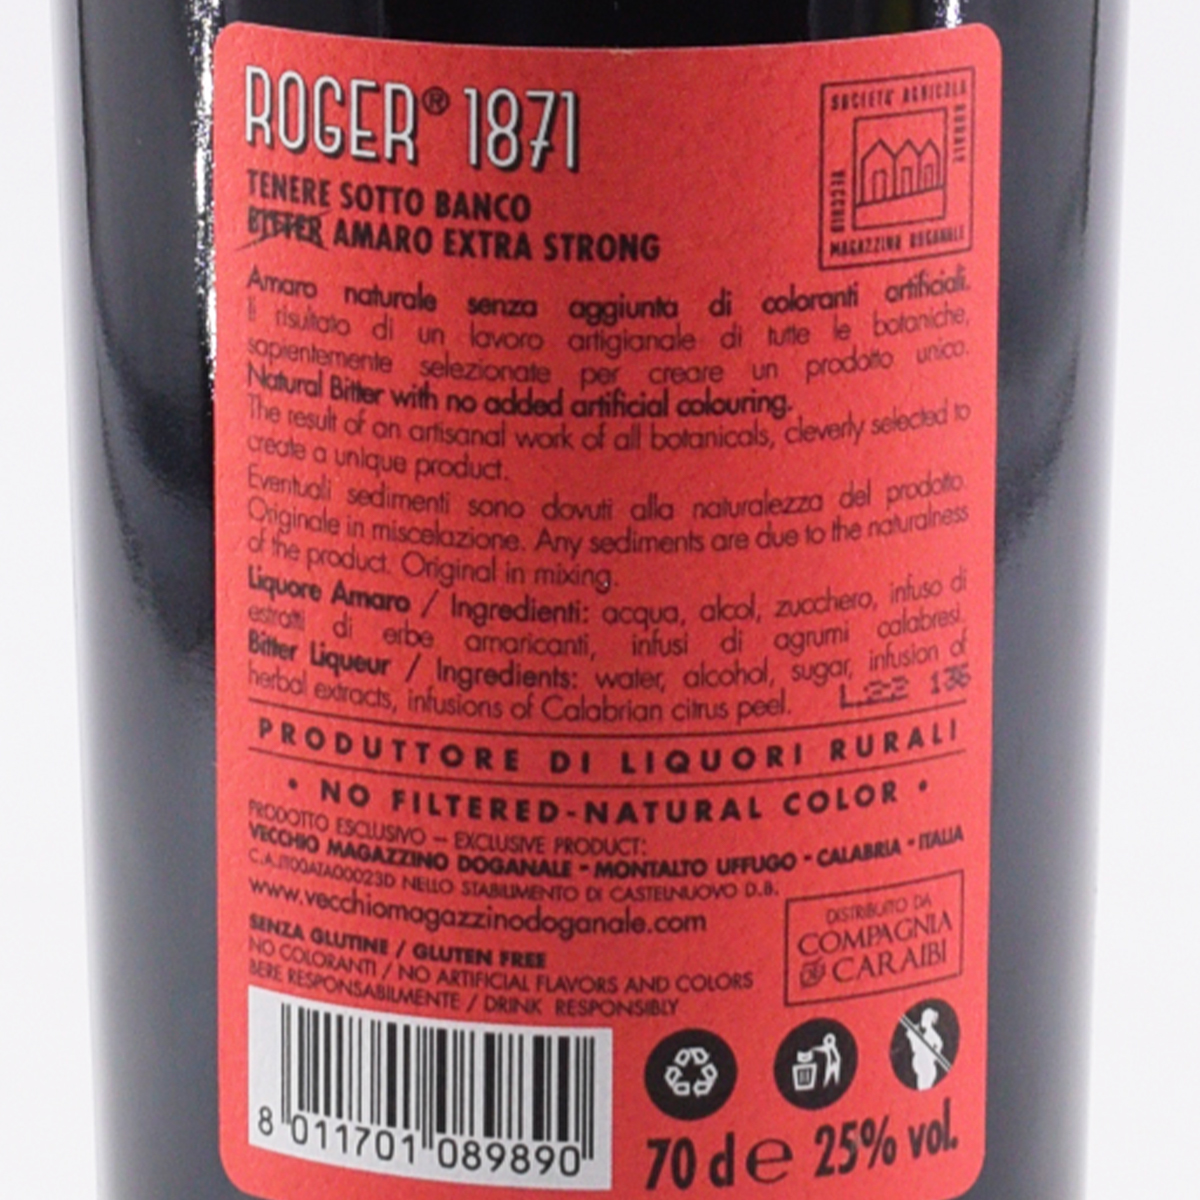 ROGER® 1871
TENERE SOTTO BANCO
BITTER AMARO EXTRA STRONG
SOCIETA' AGRICOLA
RURALE
VECCHIO
MAGAZZINO DOGANALE
Amaro naturale senza aggiunta di coloranti artificiali.
Il risultato di un lavoro artigianale di tutte le botaniche,
sapientemente selezionate per creare un prodotto unico.
Natural Bitter with no added artificial colouring.
The result of an artisanal work of all botanicals, cleverly selected to
create a unique product.
Eventuali sedimenti sono dovuti alla naturalezza del prodotto.
Originale in miscelazione. Any sediments are due to the naturalness
of the product. Original in mixing.
Liquore Amaro / Ingredienti: acqua, alcol, zucchero, infuso di
estratti di erbe amaricanti, infusi di agrumi calabresi.
Bitter Liqueur / Ingredients: water, alcohol, sugar, infusion of
herbal extracts, infusions of Calabrian citrus peel. L.22 136
PRODUTTORE DI LIQUORI RURALI
• NO FILTERED-NATURAL COLOR •
PRODOTTO ESCLUSIVO – EXCLUSIVE PRODUCT:
VECCHIO MAGAZZINO DOGANALE - MONTALTO UFFUGO - CALABRIA - ITALIA
C.A.IT00ATA00023D NELLO STABILIMENTO DI CASTELNUOVO D.B.
www.vecchiomagazzinodoganale.com
DISTRIBUITO DA
COMPAGNIA
CARAIBI
SENZA GLUTINE / GLUTEN FREE
NO COLORANTI / NO ARTIFICIAL FLAVORS AND COLORS
BERE RESPONSABILMENTE / DRINK RESPONSIBLY
8 011701 089890
70 cl e 25% vol.